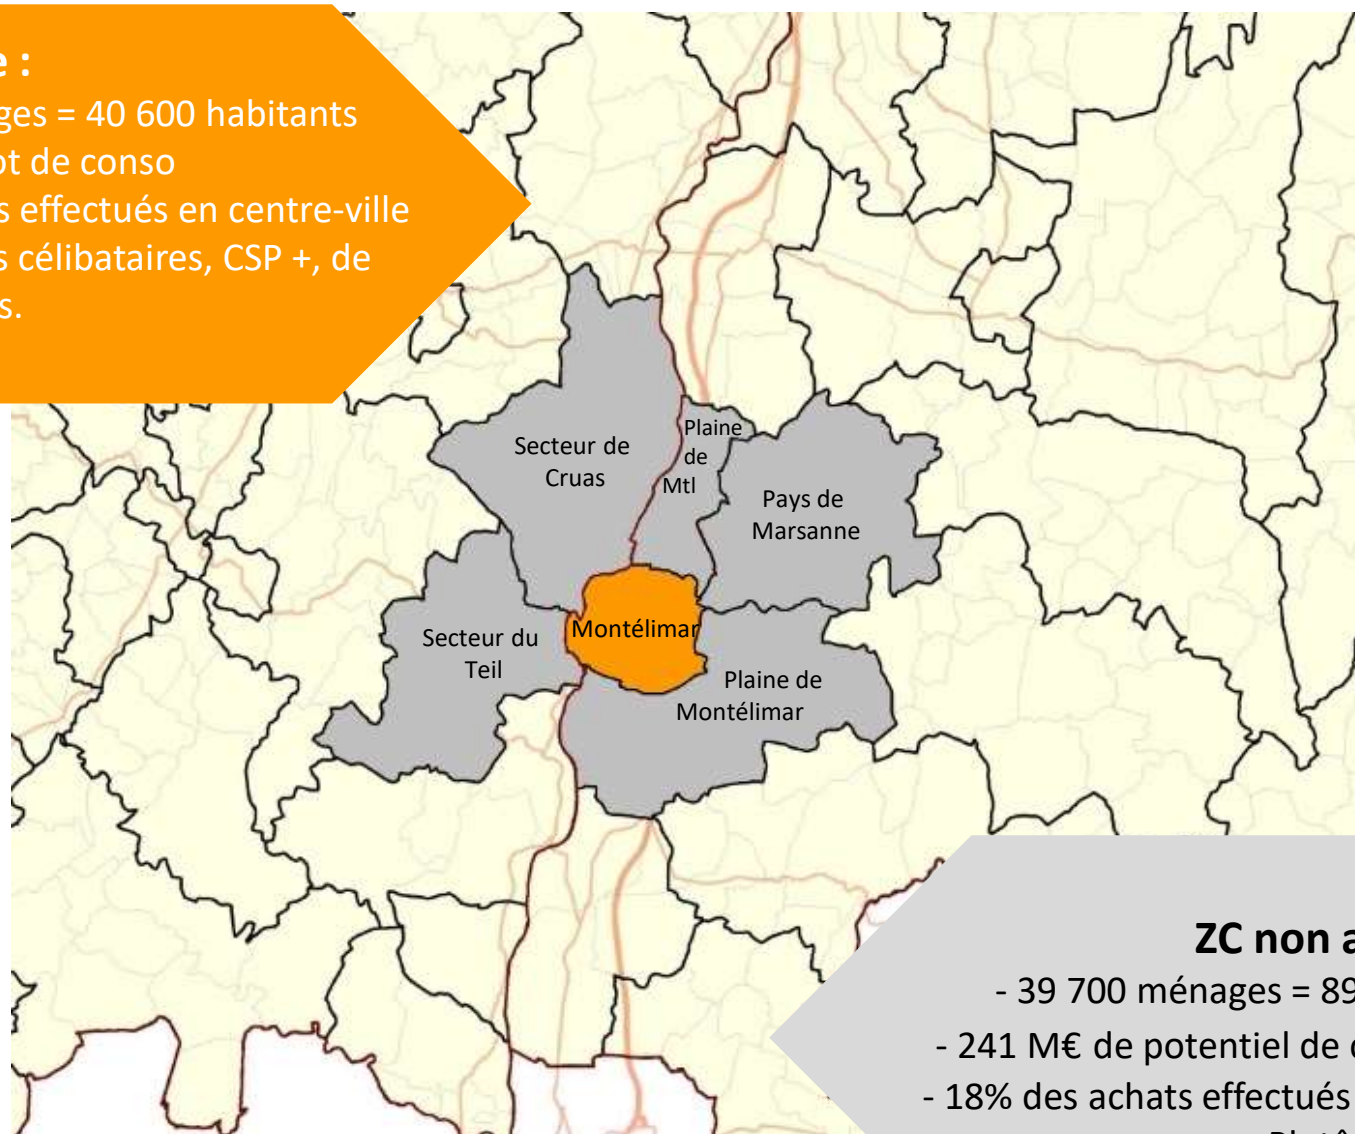 e :
ges = 40 600 habitants
ot de conso
s effectués en centre-ville
s célibataires, CSP +, de
s.
Secteur de
Cruas
Plaine
de
Mtl
Pays de
Marsanne
Montélimar
Secteur du
Teil
Plaine de
Montélimar
ZC non a
- 39 700 ménages = 89
- 241 M€ de potentiel de c
- 18% des achats effectués